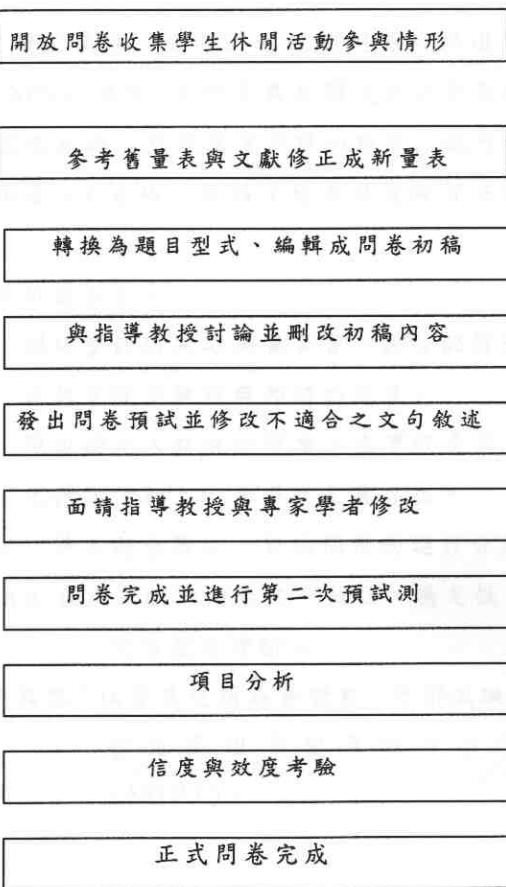 開放問卷收集學生休閒活動參與情形
參考舊量表與文獻修正成新量表
轉換為題目型式、編輯成問卷初稿
與指導教授討論並刪改初稿內容
發出問卷預試並修改不適合之文句敘述
面請指導教授與專家學者修改
問卷完成並進行第二次預試測
項目分析
信度與效度考驗
正式問卷完成